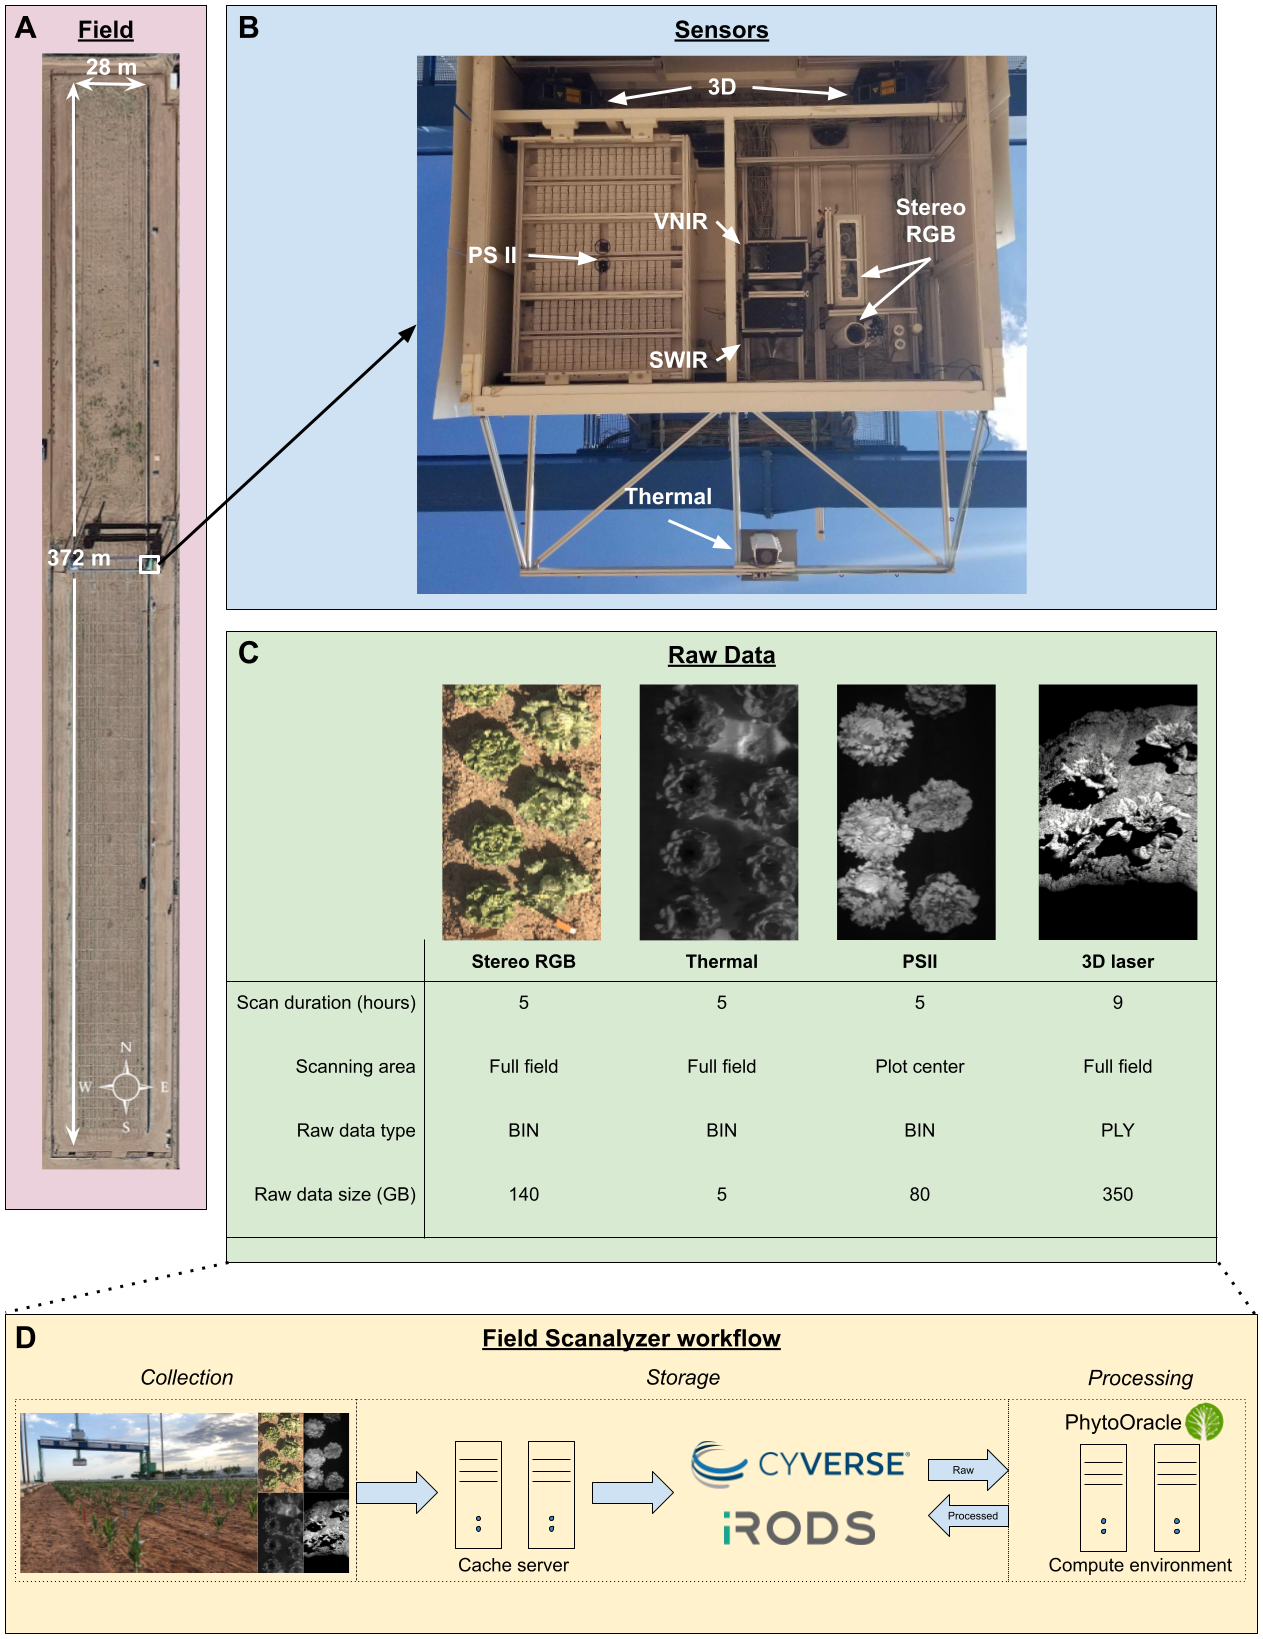 A
Field
28 m
372 m
N
W
E
S
B
Sensors
3D
VNIR
Stereo
RGB
PS II
SWIR
Thermal
C
Raw Data
Stereo RGB Thermal PSII 3D laser
Scan duration (hours) 5 5 5 9
Scanning area Full field Full field Plot center Full field
Raw data type BIN BIN BIN PLY
Raw data size (GB) 140 5 80 350
D
Field Scanalyzer workflow
Collection Storage Processing
PhytoOracle
CYVERSE®
Raw
iRODS
Processed
Cache server
Compute environment